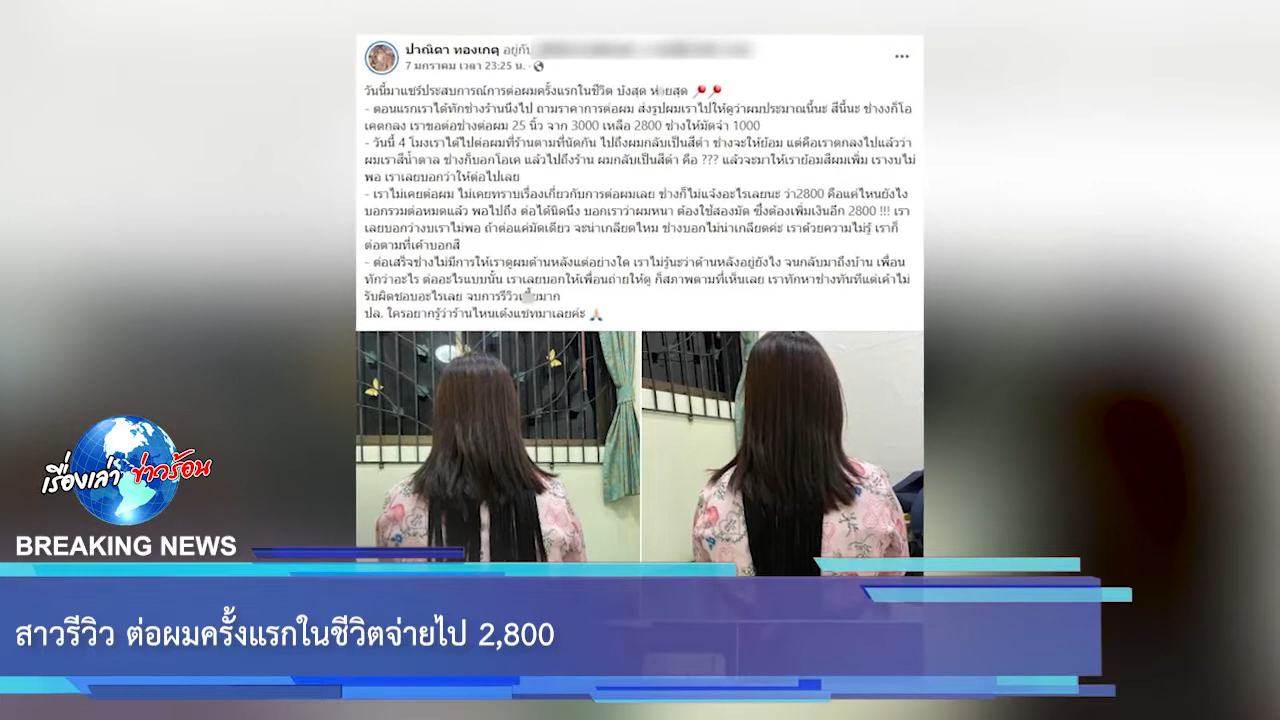 ปาณิดา ทองเกตุ อยู่กับ
7 มกราคม เวลา 23:25 น.
วันนี้มาแชร์ประสบการณ์การต่อผมครั้งแรกในชีวิต บังสุด
- ตอนแรกเราได้ทักช่างร้านนึงไป ถามราคาการต่อผม ส่งรูปผมเราไปให้ดูว่าผมประมาณนี้นะ สีนี้นะ ช่างงก็โอ
เคตกลง เราขอต่อช่างต่อผม 25 นิ้ว จาก 3000 เหลือ 2800 ช่างให้มัดจำ 1000
- วันนี้ 4 โมงเราได้ไปต่อผมที่ร้านตามที่นัดกัน ไปถึงผมกลับเป็นสีดำ ช่างจะให้ย้อม แต่คือเราตกลงไปแล้วว่า
ผมเราสีน้ำตาล ช่างก็บอกโอเค แล้วไปถึงร้าน ผมกลับเป็นสีดำ คือ ??? แล้วจะมาให้เราย้อมสีผมเพิ่ม เรางบไม่
พอ เราเลยบอกว่าให้ต่อไปเลย
- เราไม่เคยต่อผม ไม่เคยทราบเรื่องเกี่ยวกับการต่อผมเลย ช่างก็ไม่แจ้งอะไรเลยนะ ว่า2800 คือแค่ไหนยังไง
บอกรวมต่อหมดแล้ว พอไปถึง ต่อได้นิดนึง บอกเราว่าผมหนา ต้องใช้สองมัด ซึ่งต้องเพิ่มเงินอีก 2800 !!! เรา
เลยบอกว่างบเราไม่พอ ถ้าต่อแค่มัดเดียว จะน่าเกลียดไหม ช่างบอกไม่น่าเกลียดค่ะ เราด้วยความไม่รู้ เราก็
ต่อตามที่เค้าบอกสิ
- ต่อเสร็จช่างไม่มีการให้เราดูผมด้านหลังแต่อย่างใด เราไม่รู้นะว่าด้านหลังอยู่ยังไง จนกลับมาถึงบ้าน เพื่อน
ทักว่าอะไร ต่ออะไรแบบนั้น เราเลยบอกให้เพื่อนถ่ายให้ดู ก็สภาพตามที่เห็นเลย เราทักหาช่างทันทีแต่เค้าไม่
รับผิดชอบอะไรเลย จบการรีวิว
ปล. ใครอยากรู้ว่าร้านไหนเด้งแชทมาเลยค่ะ 🙏🏻
เรื่องเล่า ข่าวร้อน
BREAKING NEWS
สาวรีวิว ต่อผมครั้งแรกในชีวิตจ่ายไป 2,800